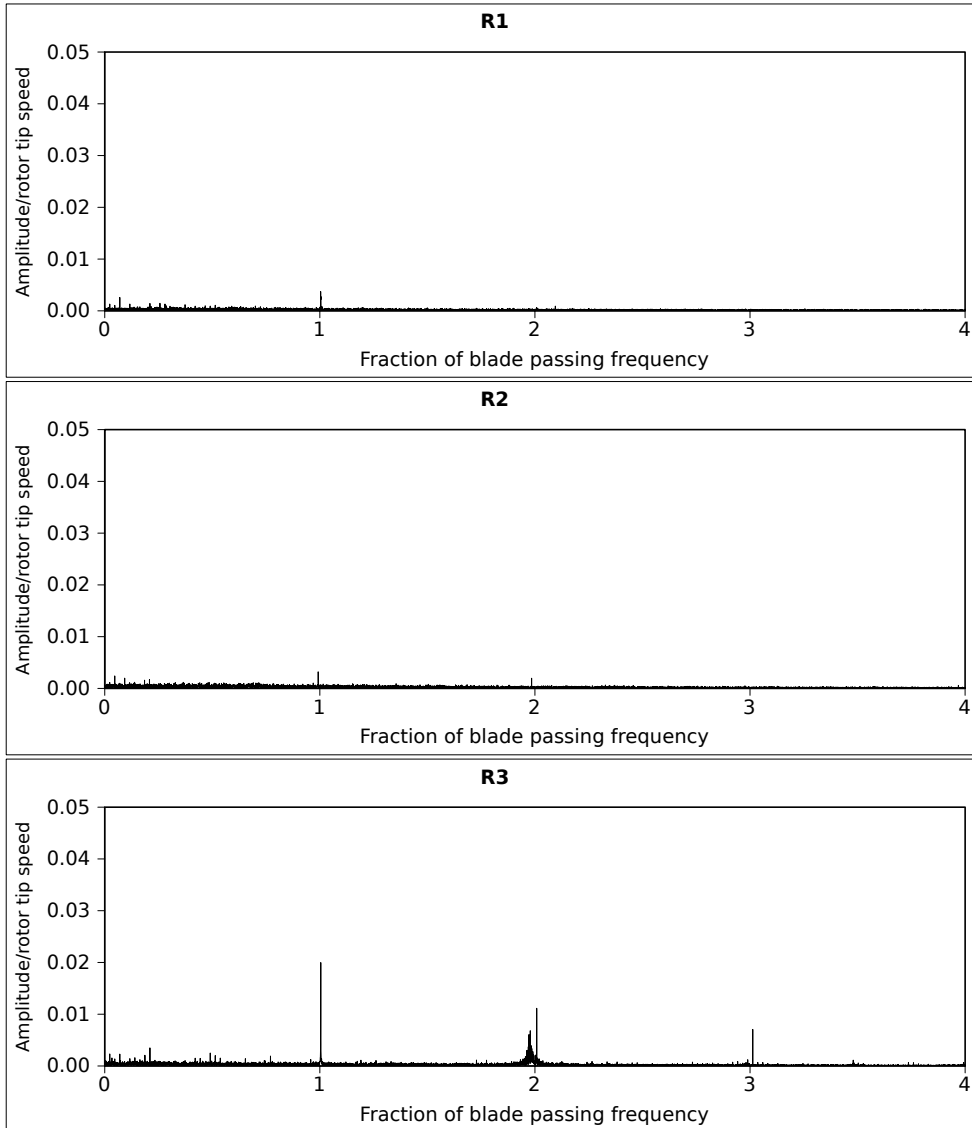 R1
0.05
0.04
0.03
0.02
0.01
0.00
Amplitude/rotor tip speed
0 1 2 3 4
Fraction of blade passing frequency
R2
0.05
0.04
0.03
0.02
0.01
0.00
Amplitude/rotor tip speed
0 1 2 3 4
Fraction of blade passing frequency
R3
0.05
0.04
0.03
0.02
0.01
0.00
Amplitude/rotor tip speed
0 1 2 3 4
Fraction of blade passing frequency